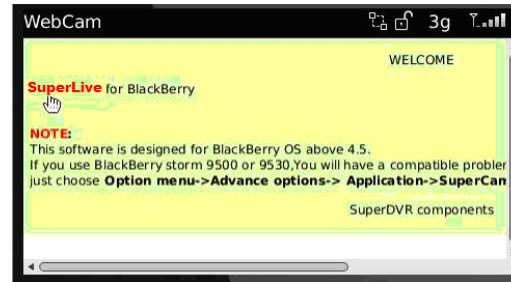 WebCam 3g
WELCOME
SuperLive for BlackBerry
NOTE:
This software is designed for BlackBerry OS above 4.5.
If you use BlackBerry storm 9500 or 9530,You will have a compatible
just choose Option menu->Advance options-> Application->SuperCam
SuperDVR components